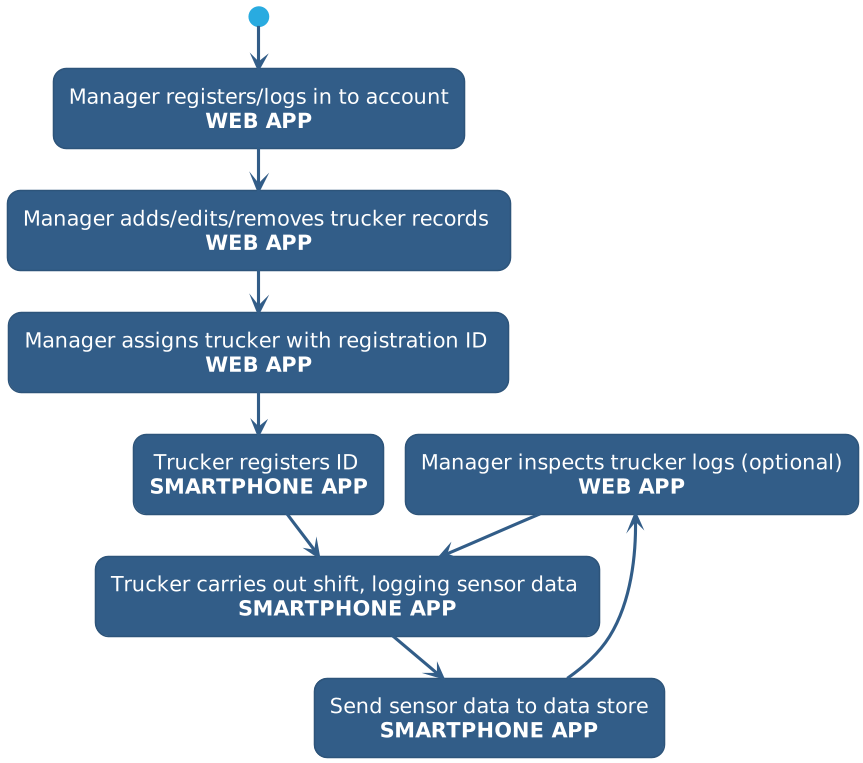 Manager registers/logs in to account
WEB APP
Manager adds/edits/removes trucker records
WEB APP
Manager assigns trucker with registration ID
WEB APP
Trucker registers ID
SMARTPHONE APP
Manager inspects trucker logs (optional)
WEB APP
Trucker carries out shift, logging sensor data
SMARTPHONE APP
Send sensor data to data store
SMARTPHONE APP